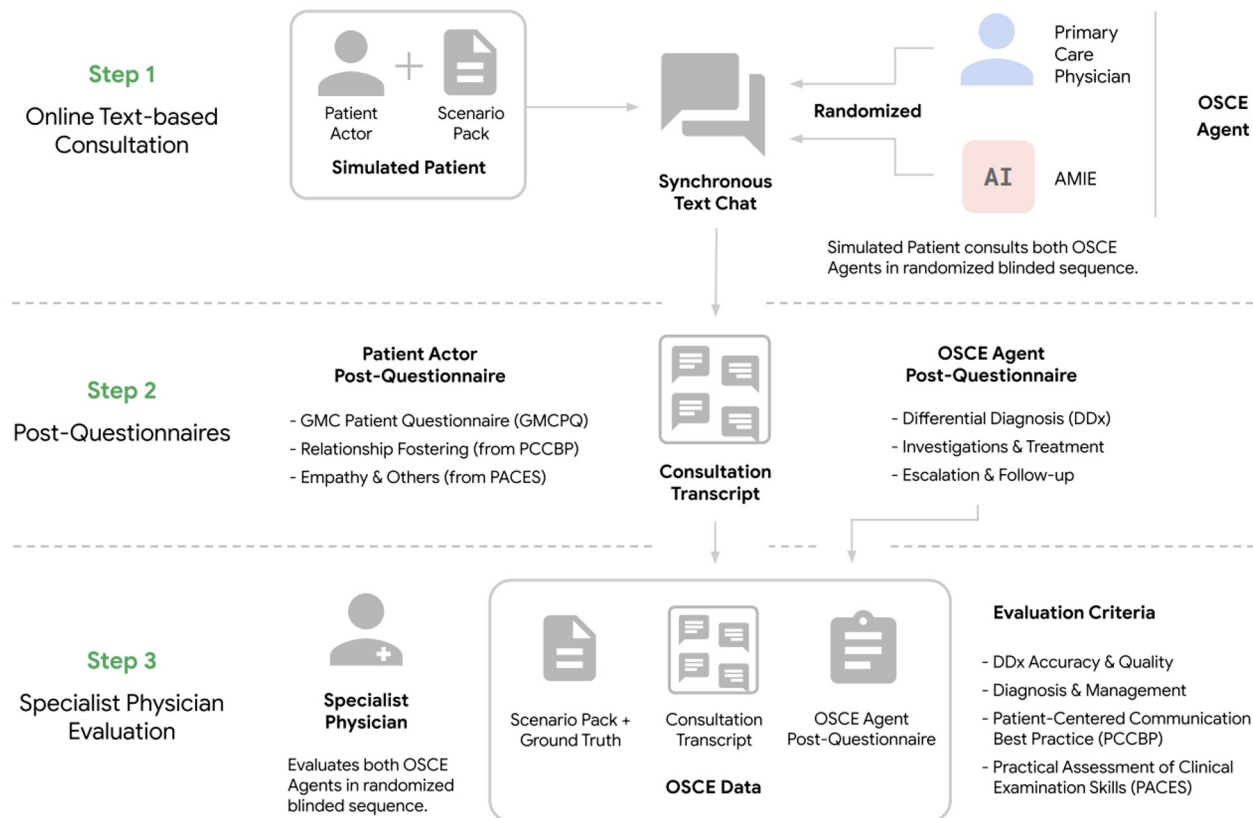 Step 1
Online Text-based
Consultation
Patient
Actor
Scenario
Pack
Simulated Patient
Synchronous
Text Chat
Randomized
Primary
Care
Physician
AI
AMIE
OSCE
Agent
Simulated Patient consults both OSCE
Agents in randomized blinded sequence.
Step 2
Post-Questionnaires
Patient Actor
Post-Questionnaire
- GMC Patient Questionnaire (GMCPQ)
- Relationship Fostering (from PCCBP)
- Empathy & Others (from PACES)
Consultation
Transcript
OSCE Agent
Post-Questionnaire
- Differential Diagnosis (DDx)
- Investigations & Treatment
- Escalation & Follow-up
Step 3
Specialist Physician
Evaluation
Specialist
Physician
Evaluates both OSCE
Agents in randomized
blinded sequence.
Scenario Pack +
Ground Truth
Consultation
Transcript
OSCE Agent
Post-Questionnaire
OSCE Data
Evaluation Criteria
- DDx Accuracy & Quality
- Diagnosis & Management
- Patient-Centered Communication
Best Practice (PCCBP)
- Practical Assessment of Clinical
Examination Skills (PACES)